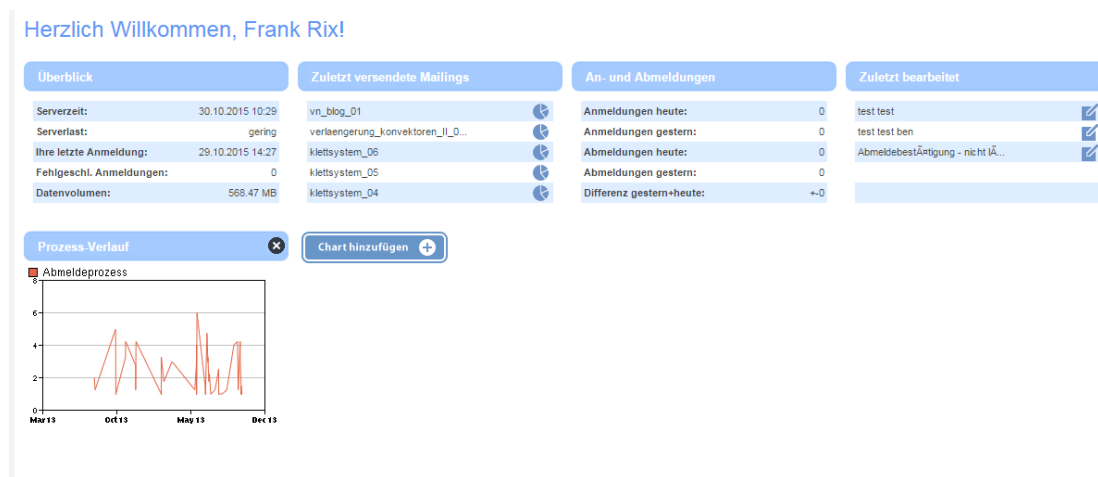 Herzlich Willkommen, Frank Rix!
Überblick
Serverzeit: 30.10.2015 10:29
Serverlast: gering
Ihre letzte Anmeldung: 29.10.2015 14:27
Fehlgeschl. Anmeldungen: 0
Datenvolumen: 568.47 MB
Zuletzt versendete Mailings
vn_blog_01
verlaengerung_konvektoren_II_0...
klettsystem_06
klettsystem_05
klettsystem_04
An- und Abmeldungen
Anmeldungen heute: 0
Anmeldungen gestern: 0
Abmeldungen heute: 0
Abmeldungen gestern: 0
Differenz gestern+heute: +-0
Zuletzt bearbeitet
test test
test test ben
Abmeldebestätigung - nicht lÃ...
Prozess-Verlauf
Chart hinzufügen
Abmeldeprozess
8
6
4
2
0
Mar 13 Oct 13 May 13 Dec 13